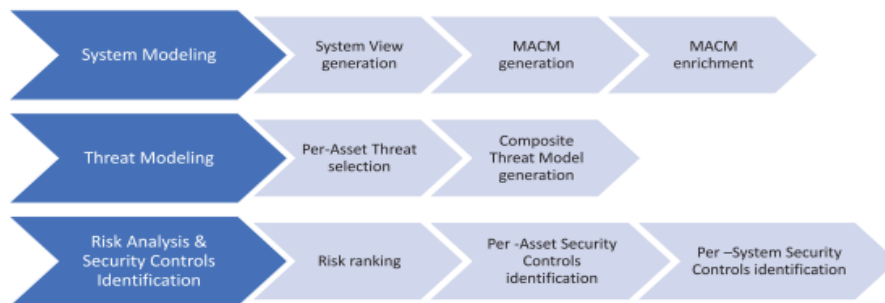 System Modeling
System View
generation
MACM
generation
MACM
enrichment
Threat Modeling
Per-Asset Threat
selection
Composite
Threat Model
generation
Risk Analysis &
Security Controls
Identification
Risk ranking
Per -Asset Security
Controls
identification
Per –System Security
Controls identification